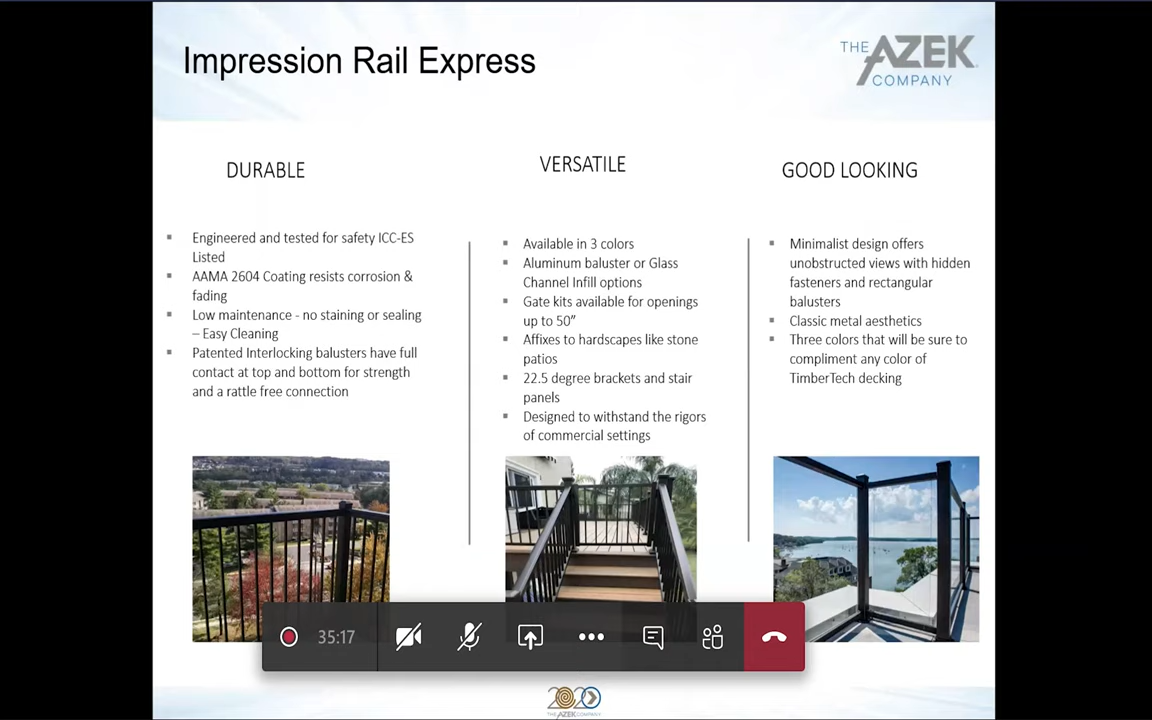 Impression Rail Express
THE AZEK
COMPANY
DURABLE
Engineered and tested for safety ICC-ES
Listed
AAMA 2604 Coating resists corrosion &
fading
Low maintenance - no staining or sealing
– Easy Cleaning
Patented Interlocking balusters have full
contact at top and bottom for strength
and a rattle free connection
VERSATILE
Available in 3 colors
Aluminum baluster or Glass
Channel Infill options
Gate kits available for openings
up to 50”
Affixes to hardscapes like stone
patios
22.5 degree brackets and stair
panels
Designed to withstand the rigors
of commercial settings
GOOD LOOKING
Minimalist design offers
unobstructed views with hidden
fasteners and rectangular
balusters
Classic metal aesthetics
Three colors that will be sure to
compliment any color of
TimberTech decking
35:17
2020
THE AZEK COMPANY